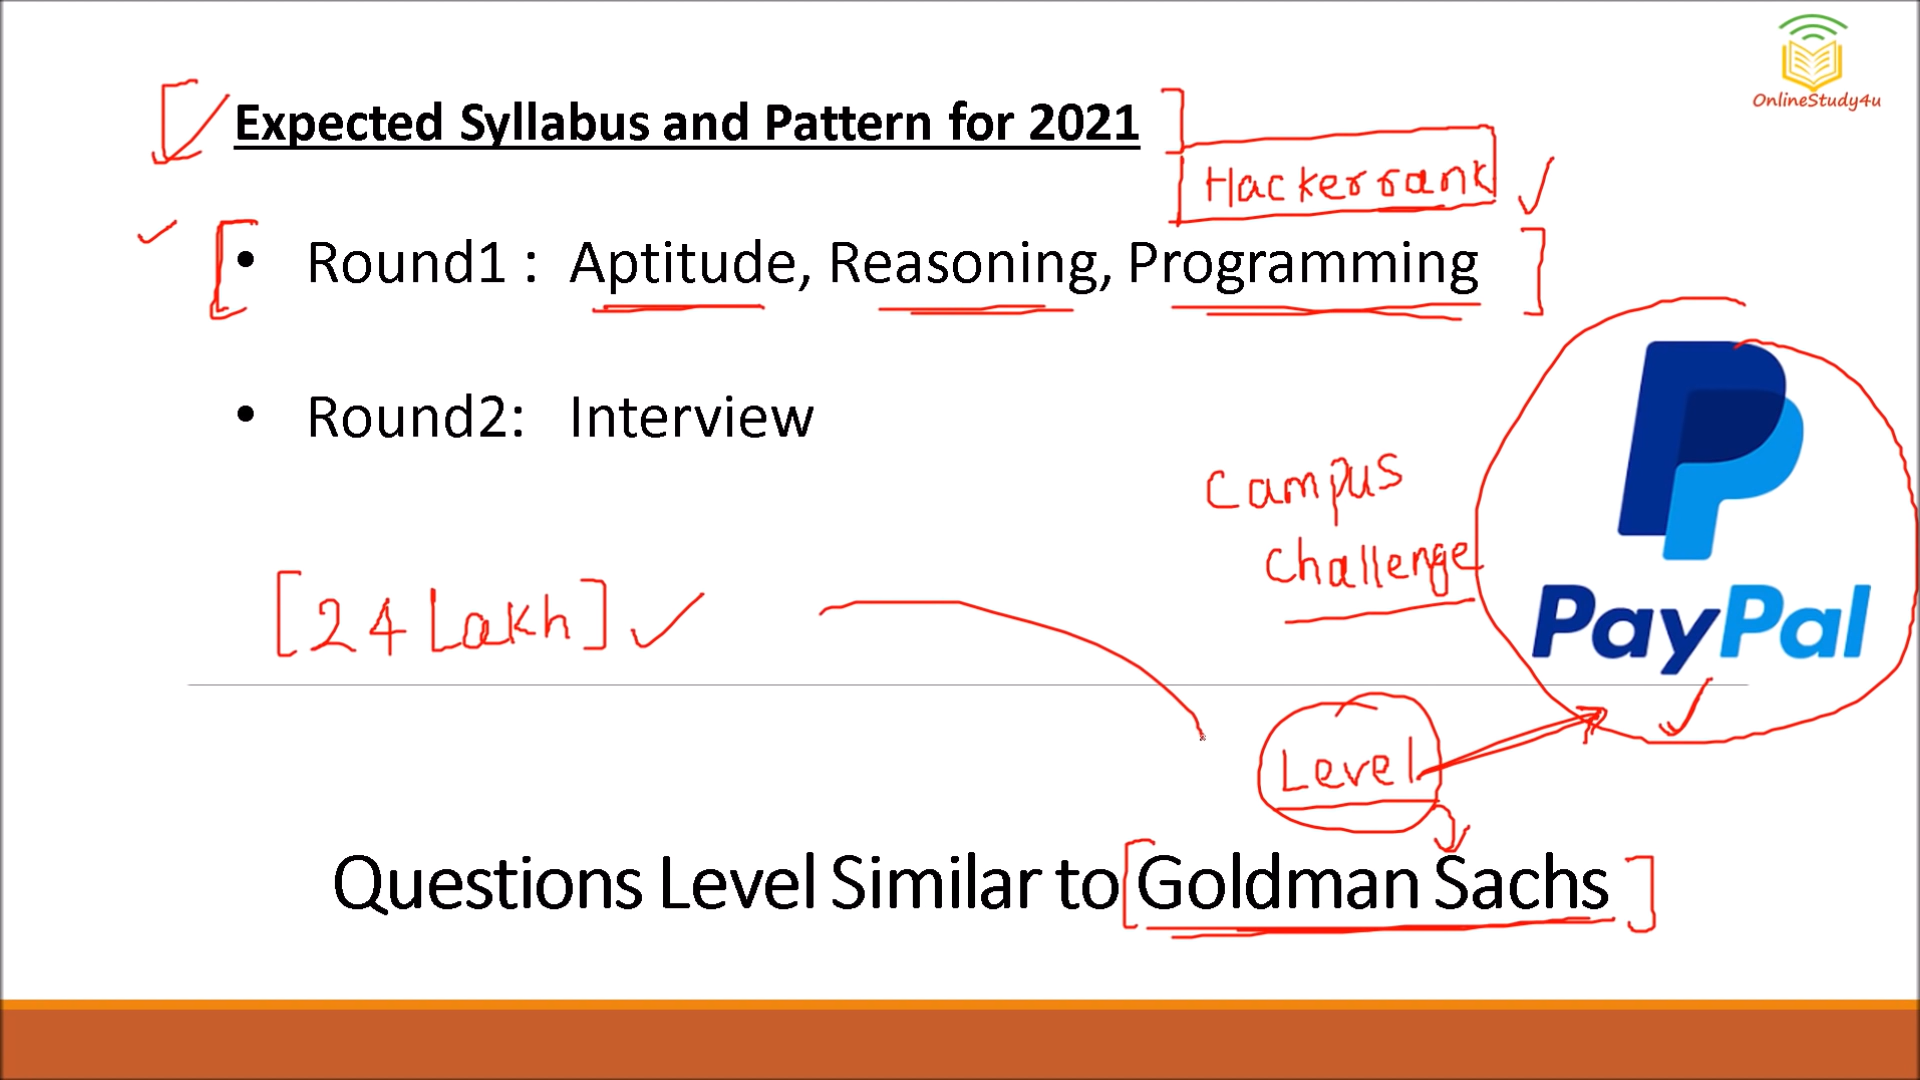 OnlineStudy4u
Expected Syllabus and Pattern for 2021
Hackerrank
• Round1 : Aptitude, Reasoning, Programming
• Round2: Interview
Campus
Challenge
[24 Lakh]
PayPal
Level
Questions Level Similar to [Goldman Sachs]